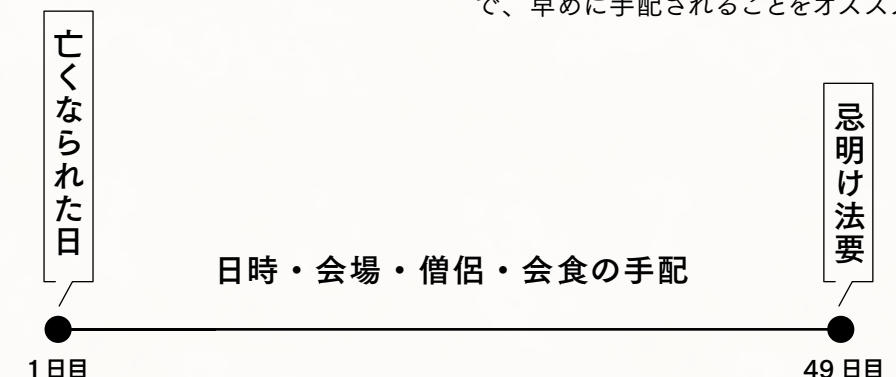 で、早めに手配されることをオススメ
亡くなられた日
忌明け法要
日時・会場・僧侶・会食の手配
1日目
49日目